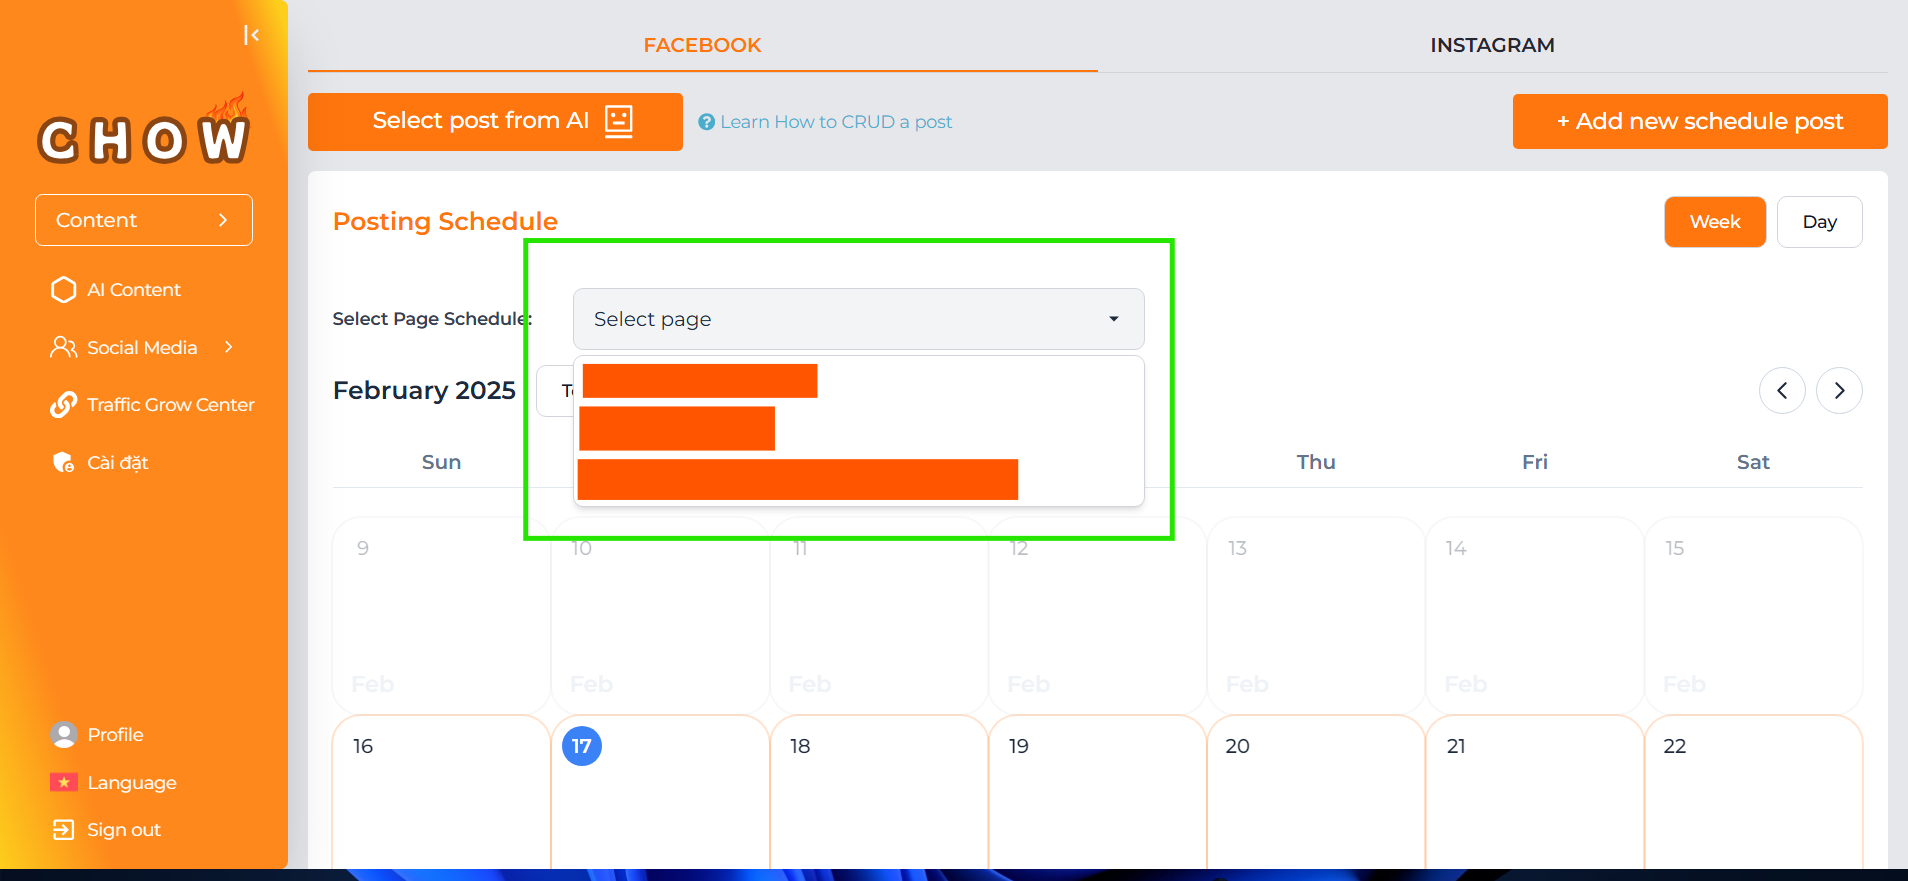 CHOW
Content
AI Content
Social Media
Traffic Grow Center
Cài đặt
Profile
Language
Sign out
FACEBOOK
INSTAGRAM
Select post from AI
? Learn How to CRUD a post
+ Add new schedule post
Posting Schedule
Week
Day
Select Page Schedule:
Select page
February 2025
Sun
Thu
Fri
Sat
9
10
11
12
13
14
15
Feb
Feb
Feb
Feb
Feb
Feb
Feb
16
17
18
19
20
21
22